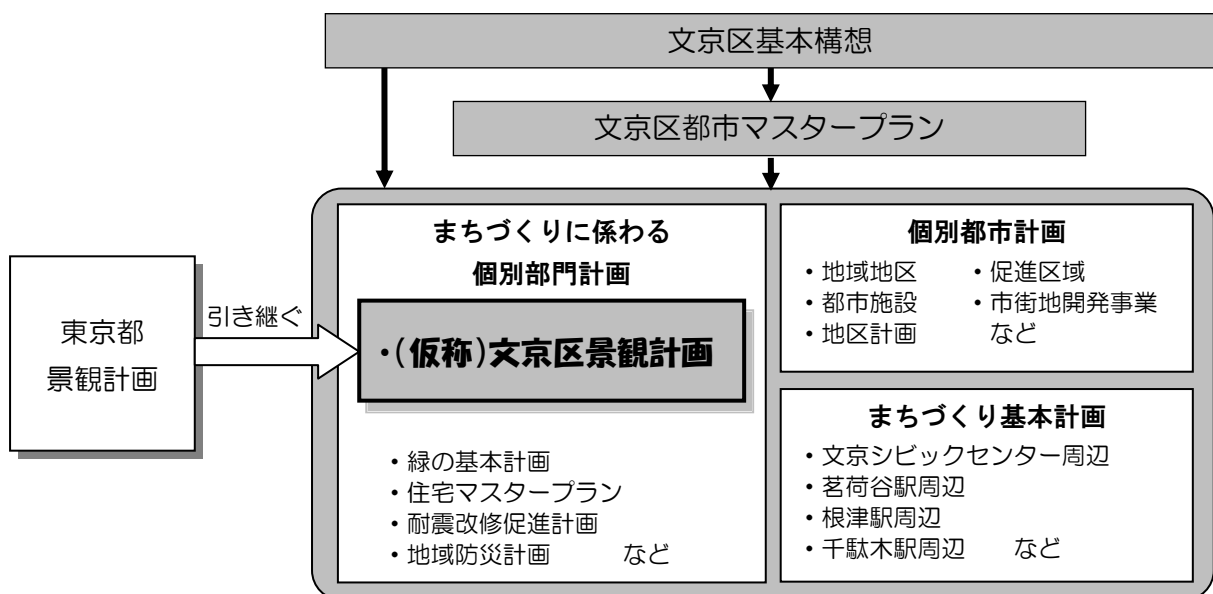 文京区基本構想
文京区都市マスタープラン
東京都
景観計画
引き継ぐ
まちづくりに係わる
個別部門計画
・(仮称)文京区景観計画
・緑の基本計画
・住宅マスタープラン
・耐震改修促進計画
・地域防災計画　など
個別都市計画
・地域地区　・促進区域
・都市施設　・市街地開発事業
・地区計画　など
まちづくり基本計画
・文京シビックセンター周辺
・茗荷谷駅周辺
・根津駅周辺
・千駄木駅周辺　など